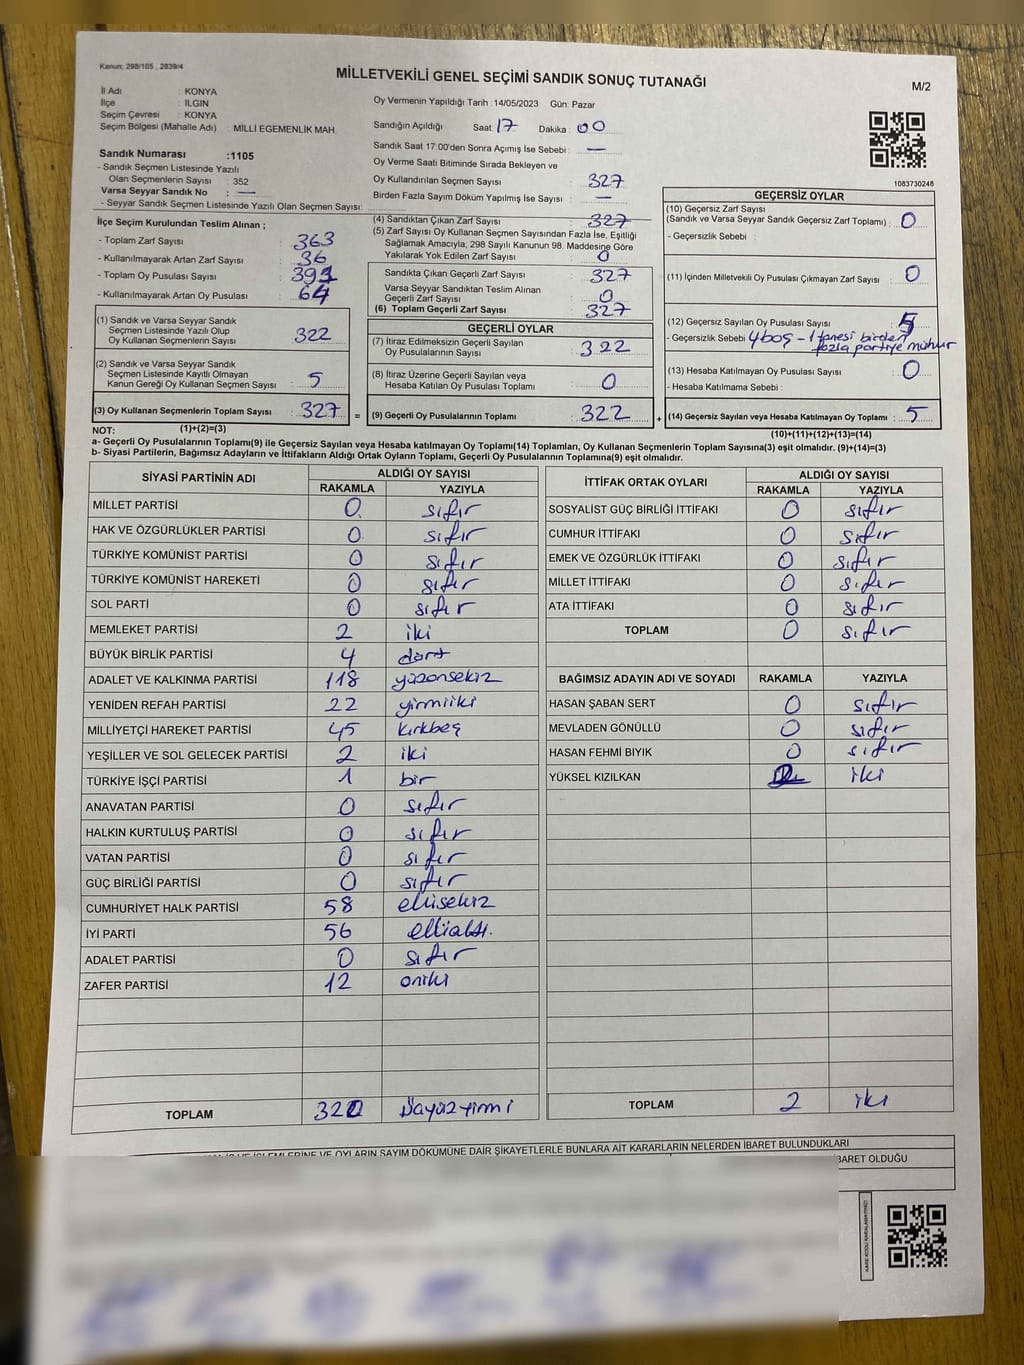 Kanun: 298/105 , 2839/4
MİLLETVEKİLİ GENEL SEÇİMİ SANDIK SONUÇ TUTANAĞI
M/2
İl Adı : KONYA
İlçe : ILGIN
Seçim Çevresi : KONYA
Seçim Bölgesi (Mahalle Adı) : MİLLİ EGEMENLİK MAH.
Oy Vermenin Yapıldığı Tarih : 14/05/2023 Gün: Pazar
Sandığın Açıldığı Saat : 17 Dakika : 00
Sandık Saat 17:00'den Sonra Açımış İse Sebebi : —
Oy Verme Saati Bitiminde Sırada Bekleyen ve
Oy Kullandırılan Seçmen Sayısı : 327
Birden Fazla Sayım Döküm Yapılmış İse Sayısı : —
1083730248
Sandık Numarası :1105
- Sandık Seçmen Listesinde Yazılı
Olan Seçmenlerin Sayısı : 352
Varsa Seyyar Sandık No : —
- Seyyar Sandık Seçmen Listesinde Yazılı Olan Seçmen Sayısı:
İlçe Seçim Kurulundan Teslim Alınan ;
- Toplam Zarf Sayısı : 363
- Kullanılmayarak Artan Zarf Sayısı : 36
- Toplam Oy Pusulası Sayısı :
- Kullanılmayarak Artan Oy Pusulası : 64
(1) Sandık ve Varsa Seyyar Sandık
Seçmen Listesinde Yazılı Olup
Oy Kullanan Seçmenlerin Sayısı : 322
(2) Sandık ve Varsa Seyyar Sandık
Seçmen Listesinde Kayıtlı Olmayan
Kanun Gereği Oy Kullanan Seçmen Sayısı : 5
(3) Oy Kullanan Seçmenlerin Toplam Sayısı : 327 =
(4) Sandıktan Çıkan Zarf Sayısı : 327
(5) Zarf Sayısı Oy Kullanan Seçmen Sayısından Fazla İse, Eşitliği
Sağlamak Amacıyla, 298 Sayılı Kanunun 98. Maddesine Göre
Yakılarak Yok Edilen Zarf Sayısı : 0
Sandıkta Çıkan Geçerli Zarf Sayısı : 327
Varsa Seyyar Sandıktan Teslim Alınan
Geçerli Zarf Sayısı : 0
(6) Toplam Geçerli Zarf Sayısı : 327
GEÇERLİ OYLAR
(7) İtiraz Edilmeksizin Geçerli Sayılan
Oy Pusulalarının Sayısı : 322
(8) İtiraz Üzerine Geçerli Sayılan veya
Hesaba Katılan Oy Pusulası Toplamı : 0
(9) Geçerli Oy Pusulalarının Toplamı : 322 +
GEÇERSİZ OYLAR
(10) Geçersiz Zarf Sayısı
(Sandık ve Varsa Seyyar Sandık Geçersiz Zarf Toplamı) : 0
- Geçersizlik Sebebi :
(11) İçinden Milletvekili Oy Pusulası Çıkmayan Zarf Sayısı : 0
(12) Geçersiz Sayılan Oy Pusulası Sayısı : 5
- Geçersizlik Sebebi : 4 boş - 1 tanesi birden
fazla partiye mühür
(13) Hesaba Katılmayan Oy Pusulası Sayısı : 0
- Hesaba Katılmama Sebebi :
(14) Geçersiz Sayılan veya Hesaba Katılmayan Oy Toplamı : 5
NOT: (1)+(2)=(3)
(10)+(11)+(12)+(13)=(14)
a- Geçerli Oy Pusulalarının Toplamı(9) ile Geçersiz Sayılan veya Hesaba katılmayan Oy Toplamı(14) Toplamları, Oy Kullanan Seçmenlerin Toplam Sayısına(3) eşit olmalıdır. (9)+(14)=(3)
b- Siyasi Partilerin, Bağımsız Adayların ve İttifakların Aldığı Ortak Oyların Toplamı, Geçerli Oy Pusulalarının Toplamına(9) eşit olmalıdır.
SİYASİ PARTİNİN ADI ALDIĞI OY SAYISI
RAKAMLA YAZIYLA
MİLLET PARTİSİ 0 sıfır
HAK VE ÖZGÜRLÜKLER PARTİSİ 0 sıfır
TÜRKİYE KOMÜNİST PARTİSİ 0 sıfır
TÜRKİYE KOMÜNİST HAREKETİ 0 sıfır
SOL PARTİ 0 sıfır
MEMLEKET PARTİSİ 2 iki
BÜYÜK BİRLİK PARTİSİ 4 dört
ADALET VE KALKINMA PARTİSİ 118 yüzonsekiz
YENİDEN REFAH PARTİSİ 22 yirmiiki
MİLLİYETÇİ HAREKET PARTİSİ 45 kırkbeş
YEŞİLLER VE SOL GELECEK PARTİSİ 2 iki
TÜRKİYE İŞÇİ PARTİSİ 1 bir
ANAVATAN PARTİSİ 0 sıfır
HALKIN KURTULUŞ PARTİSİ 0 sıfır
VATAN PARTİSİ 0 sıfır
GÜÇ BİRLİĞİ PARTİSİ 0 sıfır
CUMHURİYET HALK PARTİSİ 58 ellisekiz
İYİ PARTİ 56 ellialtı.
ADALET PARTİSİ 0 sıfır
ZAFER PARTİSİ 12 oniki
TOPLAM 320 üçyüzyirmi
İTTİFAK ORTAK OYLARI ALDIĞI OY SAYISI
RAKAMLA YAZIYLA
SOSYALİST GÜÇ BİRLİĞİ İTTİFAKI 0 sıfır
CUMHUR İTTİFAKI 0 sıfır
EMEK VE ÖZGÜRLÜK İTTİFAKI 0 sıfır
MİLLET İTTİFAKI 0 sıfır
ATA İTTİFAKI 0 sıfır
TOPLAM 0 sıfır
BAĞIMSIZ ADAYIN ADI VE SOYADI RAKAMLA YAZIYLA
HASAN ŞABAN SERT 0 sıfır
MEVLADEN GÖNÜLLÜ 0 sıfır
HASAN FEHMI BIYIK 0 sıfır
YÜKSEL KIZILKAN 2 iki
TOPLAM 2 iki
İŞLEMLERİNE VE OYLARIN SAYIM DÖKÜMÜNE DAİR ŞİKAYETLERLE BUNLARA AİT KARARLARIN NELERDEN İBARET BULUNDUKLARI
BARET OLDUĞU
KARE KODU KARALAMAYINIZ!